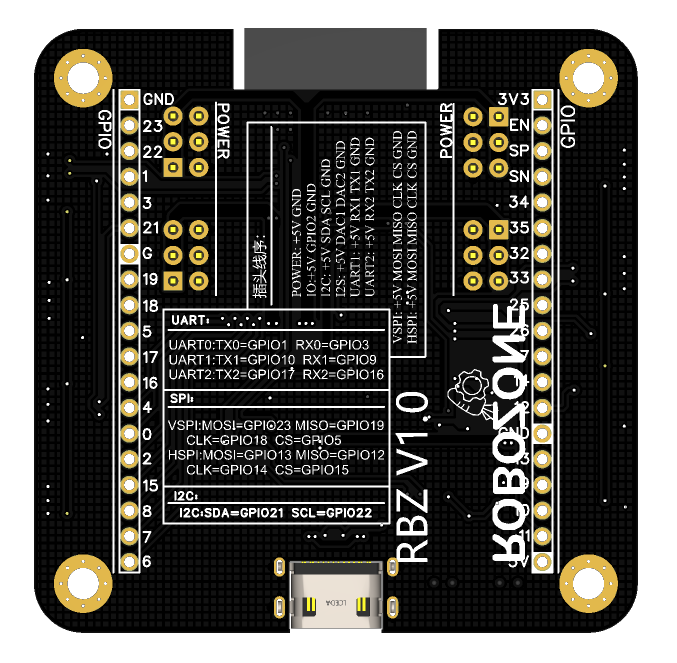 GND
23
22
1
3
21
G
19
18
5
17
16
4
0
2
15
8
7
6
GPIO
POWER
插头线序:
POWER: +5V GND
IO:+5V GPIO2 GND
I2C: +5V SDA SCL GND
I2S: +5V DAC1 DAC2 GND
UART1: +5V RX1 TX1 GND
UART2: +5V RX2 TX2 GND
VSPI: +5V MOSI MISO CLK CS GND
HSPI: +5V MOSI MISO CLK CS GND
UART:
UART0:TX0=GPIO1 RX0=GPIO3
UART1:TX1=GPIO10 RX1=GPIO9
UART2:TX2=GPIO17 RX2=GPIO16
SPI:
VSPI:MOSI=GPIO23 MISO=GPIO19
CLK=GPIO18 CS=GPIO5
HSPI:MOSI=GPIO13 MISO=GPIO12
CLK=GPIO14 CS=GPIO15
I2C:
I2C:SDA=GPIO21 SCL=GPIO22
RBZ V1.0
ROBOZONE
POWER
GPIO
3V3
EN
SP
SN
34
35
32
33
25
LCEDA